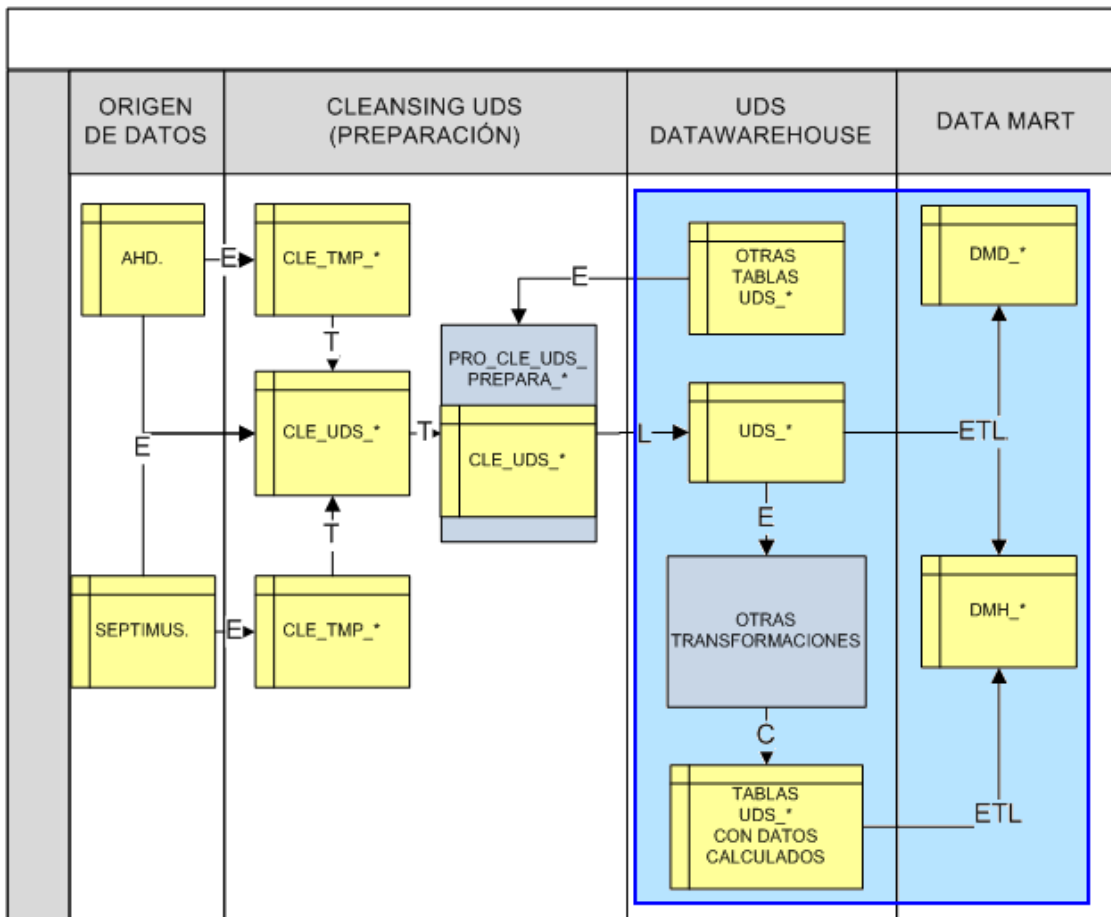 ORIGEN
DE DATOS
CLEANSING UDS
(PREPARACIÓN)
UDS
DATAWAREHOUSE
DATA MART
AHD.
E
CLE_TMP_*
E
OTRAS
TABLAS
UDS_*
DMD_*
T
PRO_CLE_UDS_
PREPARA_*
E
CLE_UDS_*
T
CLE_UDS_*
L
UDS_*
ETL
T
E
SEPTIMUS.
E
CLE_TMP_*
OTRAS
TRANSFORMACIONES
DMH_*
C
TABLAS
UDS_*
CON DATOS
CALCULADOS
ETL